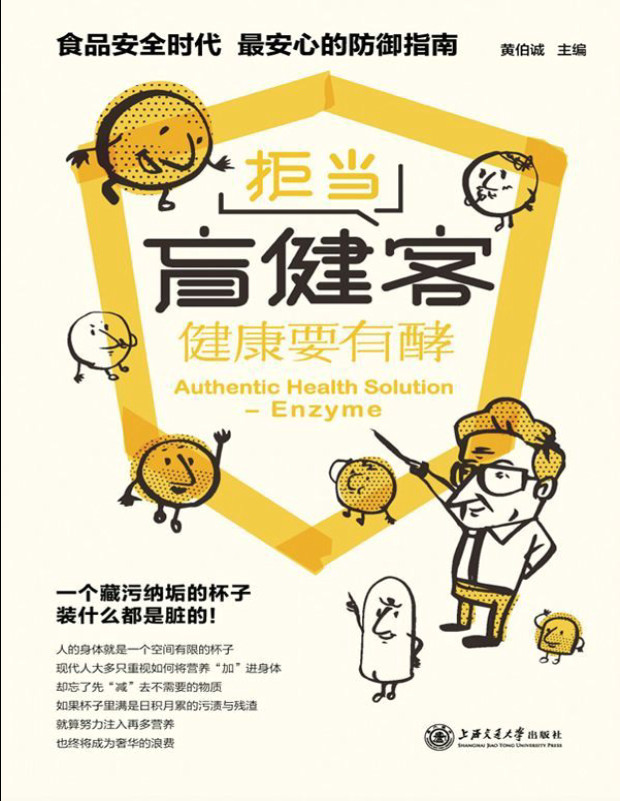 食品安全时代 最安心的防御指南
黄伯诚 主编
拒当
盲健客
健康要有酵
Authentic Health Solution
– Enzyme
一个藏污纳垢的杯子
装什么都是脏的!
人的身体就是一个空间有限的杯子
现代人大多只重视如何将营养“加”进身体
却忘了先“减”去不需要的物质
如果杯子里满是日积月累的污渍与残渣
就算努力注入再多营养
也终将成为奢华的浪费
上海交通大学出版社
SHANGHAI JIAO TONG UNIVERSITY PRESS